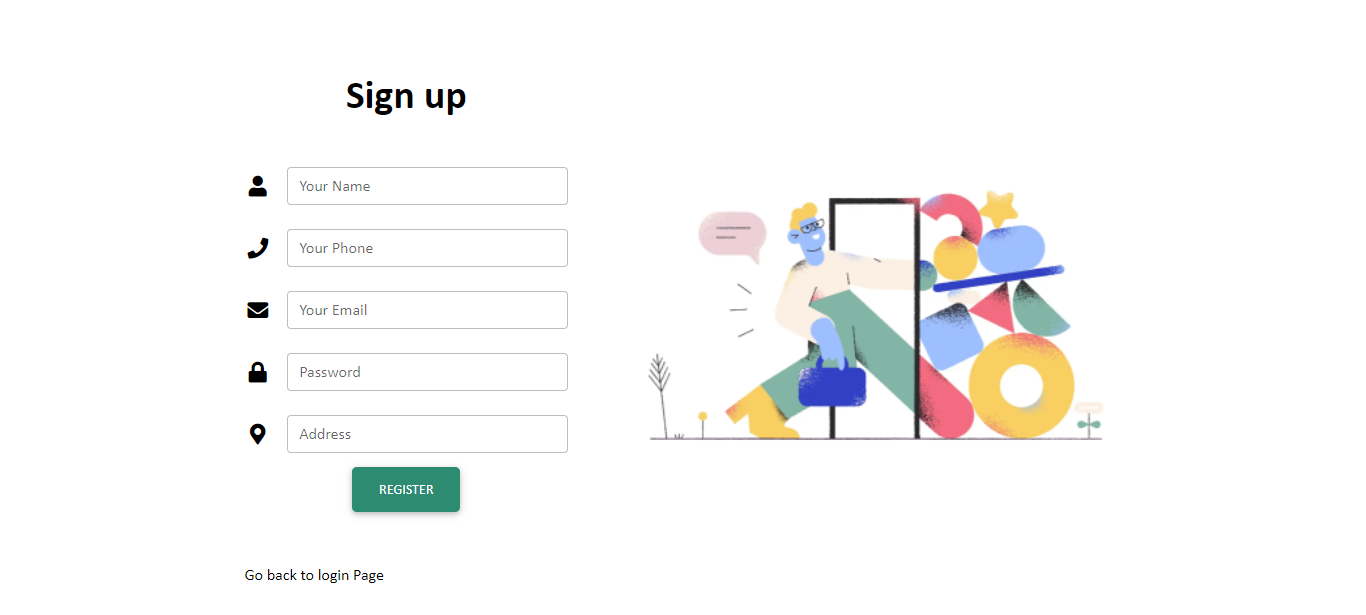 Sign up
Your Name
Your Phone
Your Email
Password
Address
REGISTER
Go back to login Page